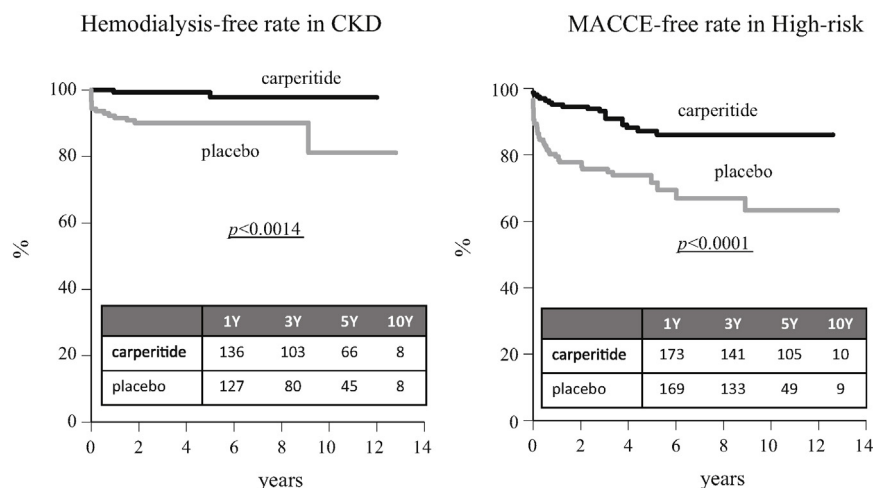 Hemodialysis-free rate in CKD
100
80
60
40
20
0
%
carperitide
placebo
p<0.0014
1Y 3Y 5Y 10Y
carperitide 136 103 66 8
placebo 127 80 45 8
0 2 4 6 8 10 12 14
years
MACCE-free rate in High-risk
100
80
60
40
20
0
%
carperitide
placebo
p<0.0001
1Y 3Y 5Y 10Y
carperitide 173 141 105 10
placebo 169 133 49 9
0 2 4 6 8 10 12 14
years